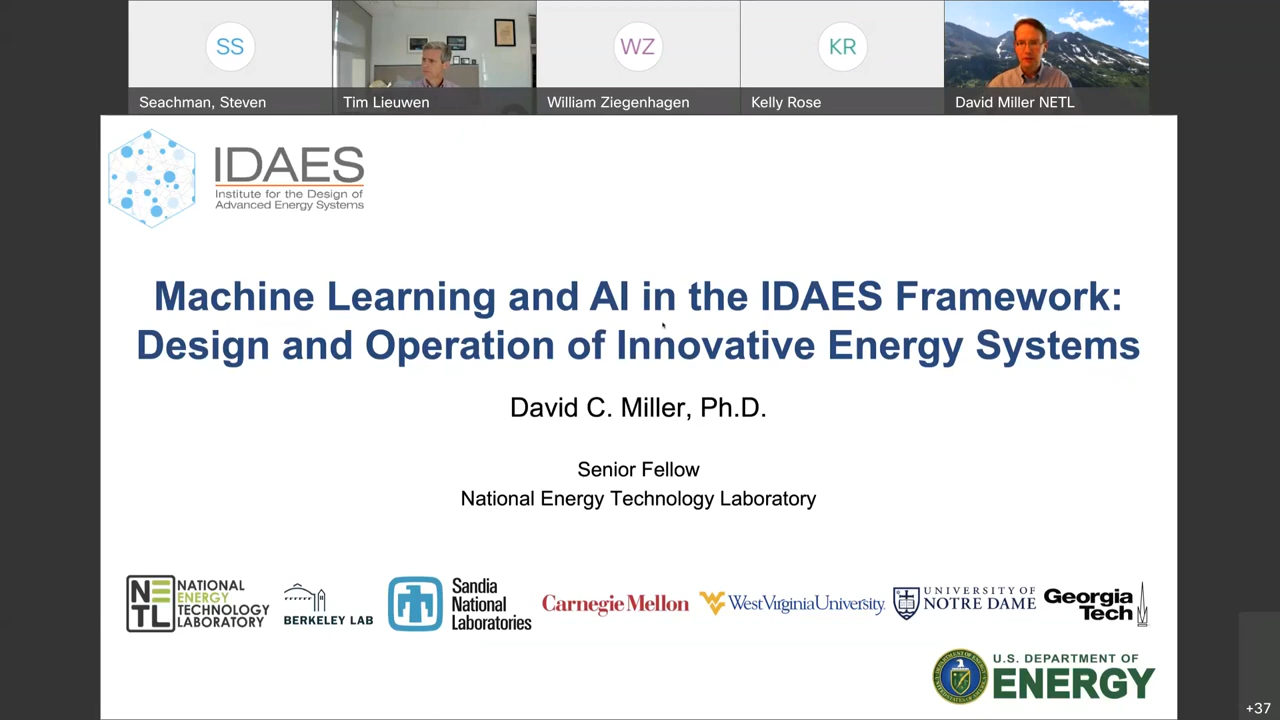 SS
WZ
KR
Seachman, Steven
Tim Lieuwen
William Ziegenhagen
Kelly Rose
David Miller NETL
IDAES
Institute for the Design of
Advanced Energy Systems
Machine Learning and AI in the IDAES Framework:
Design and Operation of Innovative Energy Systems
David C. Miller, Ph.D.
Senior Fellow
National Energy Technology Laboratory
NETL
NATIONAL
ENERGY
TECHNOLOGY
LABORATORY
BERKELEY LAB
Sandia
National
Laboratories
Carnegie Mellon
WestVirginiaUniversity.
UNIVERSITY OF
NOTRE DAME
Georgia
Tech
U.S. DEPARTMENT OF
ENERGY
+37